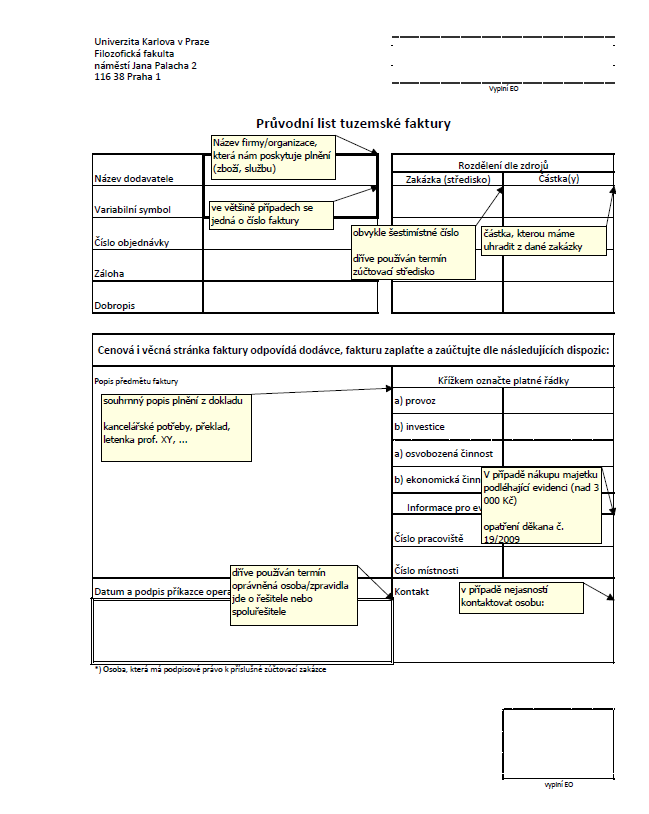 Univerzita Karlova v Praze
Filozofická fakulta
náměstí Jana Palacha 2
116 38 Praha 1
Vyplní EO
Průvodní list tuzemské faktury
Název firmy/organizace,
která nám poskytuje plnění
(zboží, službu)
Název dodavatele
Rozdělení dle zdrojů
Zakázka (středisko)
Částka(y)
Variabilní symbol
ve většině případech se
jedná o číslo faktury
obvykle šestimístné číslo
dříve používán termín
zúčtovací středisko
částka, kterou máme
uhradit z dané zakázky
Číslo objednávky
Záloha
Dobropis
Cenová i věcná stránka faktury odpovídá dodávce, fakturu zaplaťte a zaúčtujte dle následujících dispozic:
Popis předmětu faktury
Křížkem označte platné řádky
souhrnný popis plnění z dokladu
kancelářské potřeby, překlad,
letenka prof. XY, ...
a) provoz
b) investice
a) osvobozená činnost
b) ekonomická činn
V případě nákupu majetku
podléhající evidenci (nad 3
000 Kč)
opatření děkana č.
19/2009
Informace pro ev
Číslo pracoviště
Číslo místnosti
dříve používán termín
oprávněná osoba/zpravidla
jde o řešitele nebo
spoluřešitele
Datum a podpis příkazce opera
Kontakt
v případě nejasností
kontaktovat osobu:
*) Osoba, která má podpisové právo k příslušné zúčtovací zakázce
vyplní EO